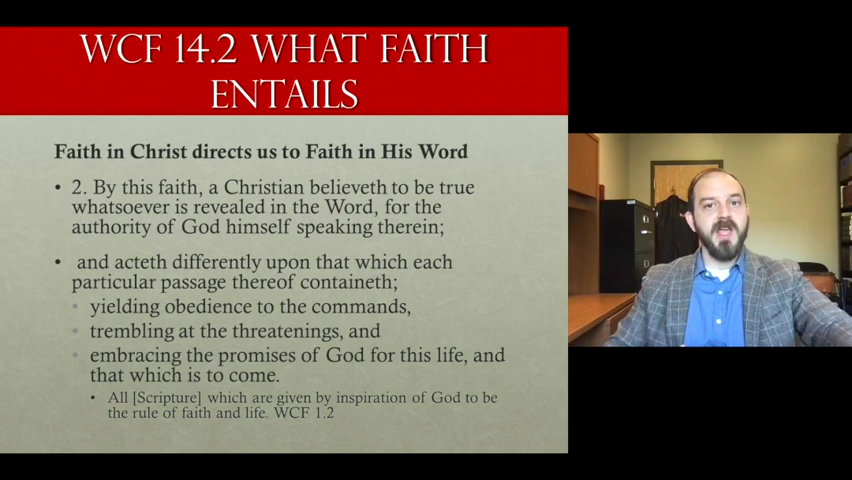 WCF 14.2 WHAT FAITH
ENTAILS
Faith in Christ directs us to Faith in His Word
• 2. By this faith, a Christian believeth to be true
whatsoever is revealed in the Word, for the
authority of God himself speaking therein;
• and acteth differently upon that which each
particular passage thereof containeth;
• yielding obedience to the commands,
• trembling at the threatenings, and
• embracing the promises of God for this life, and
that which is to come.
• All [Scripture] which are given by inspiration of God to be
the rule of faith and life. WCF 1.2